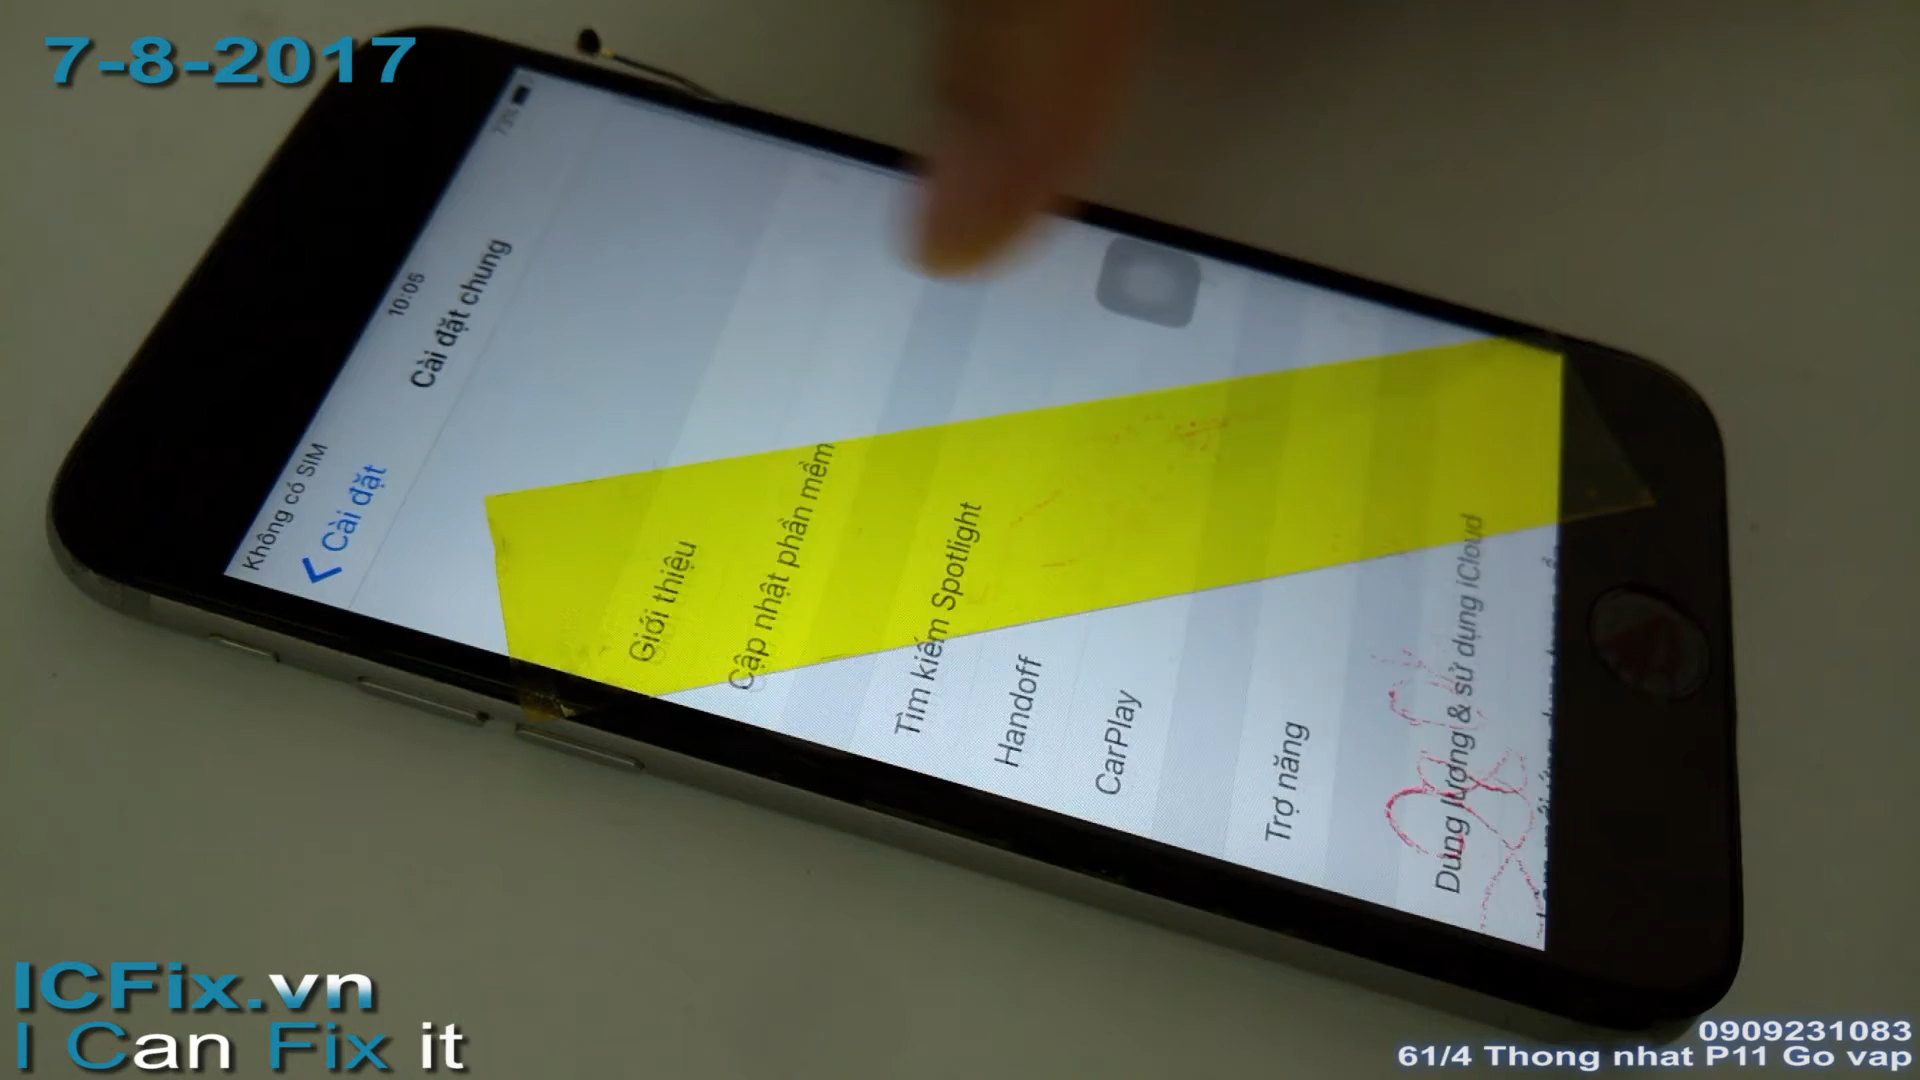 7-8-2017
Không có SIM
10:05
73%
Cài đặt
Cài đặt chung
Giới thiệu
Cập nhật phần mềm
Tìm kiếm Spotlight
Handoff
CarPlay
Trợ năng
Dung lượng & sử dụng iCloud
ICFix.vn
I Can Fix it
0909231083
61/4 Thong nhat P11 Go vap